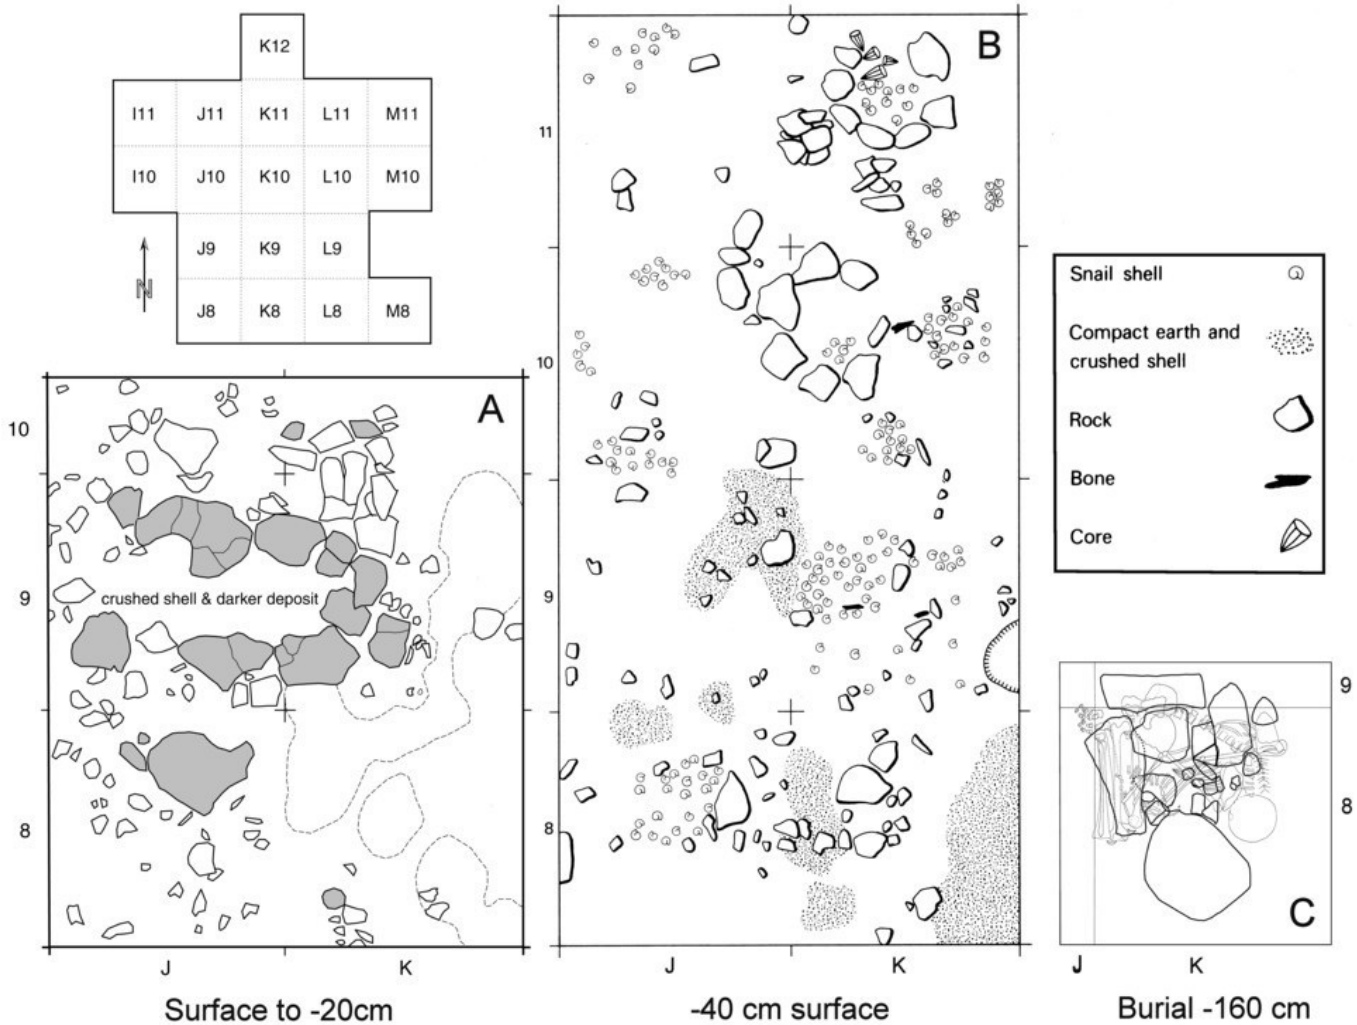 K12
I11 J11 K11 L11 M11
I10 J10 K10 L10 M10
J9 K9 L9
N
J8 K8 L8 M8
A
10
9
8
crushed shell & darker deposit
J K
Surface to -20cm
B
11
10
9
8
J K
-40 cm surface
Snail shell
Compact earth and
crushed shell
Rock
Bone
Core
9
8
C
J K
Burial -160 cm